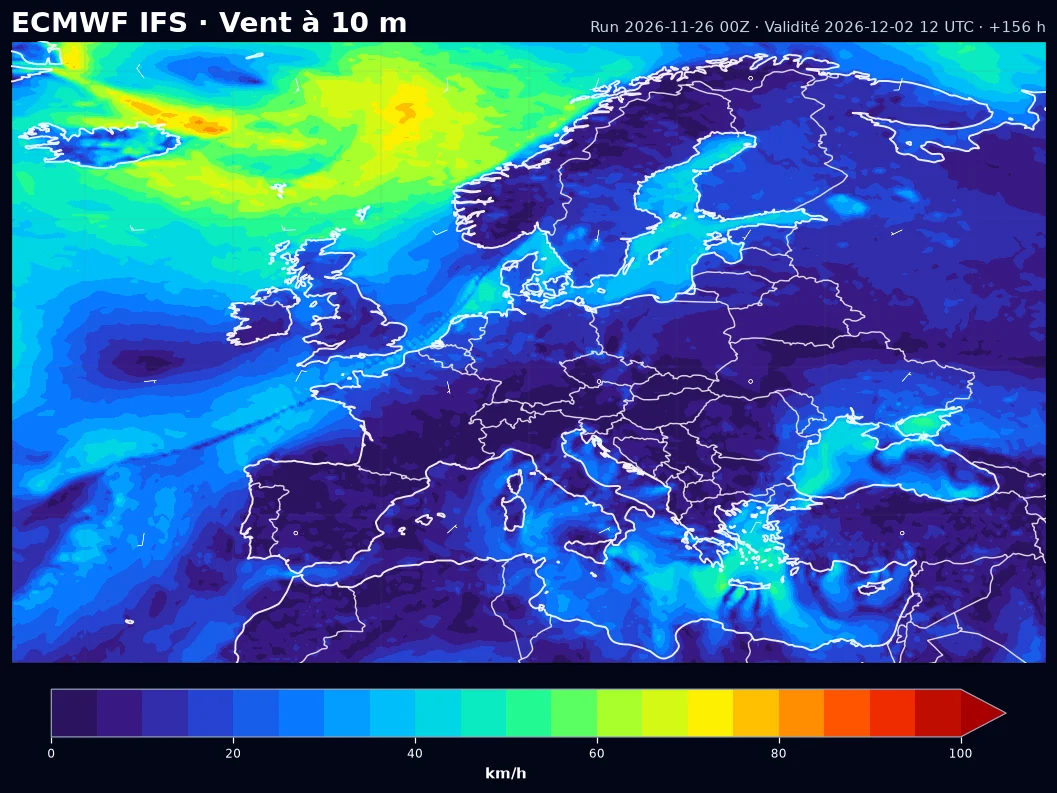 ECMWF IFS · Vent à 10 m
Run 2026-11-26 00Z · Validité 2026-12-02 12 UTC · +156 h
0 20 40 60 80 100
km/h